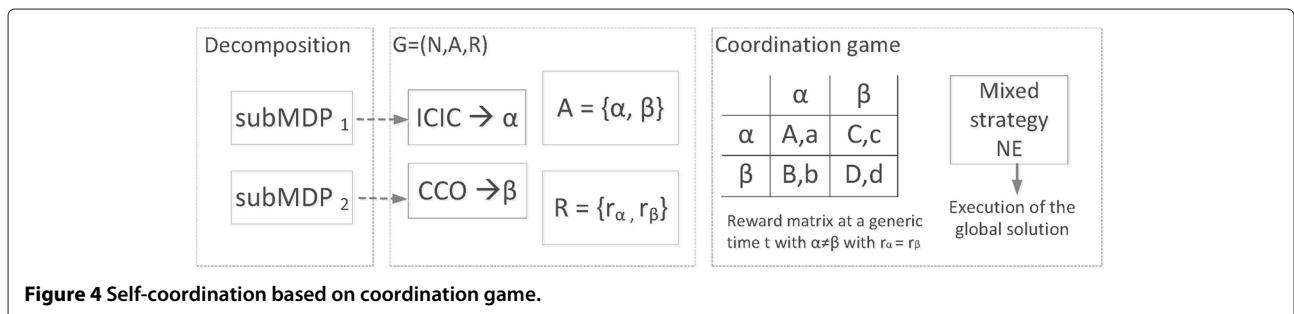 Decomposition
subMDP 1
subMDP 2
G=(N,A,R)
ICIC → α
CCO → β
A = {α, β}
R = {rα , rβ}
Coordination game
α β
α A,a C,c
β B,b D,d
Reward matrix at a generic
time t with α≠β with rα = rβ
Mixed
strategy
NE
Execution of the
global solution
Figure 4 Self-coordination based on coordination game.